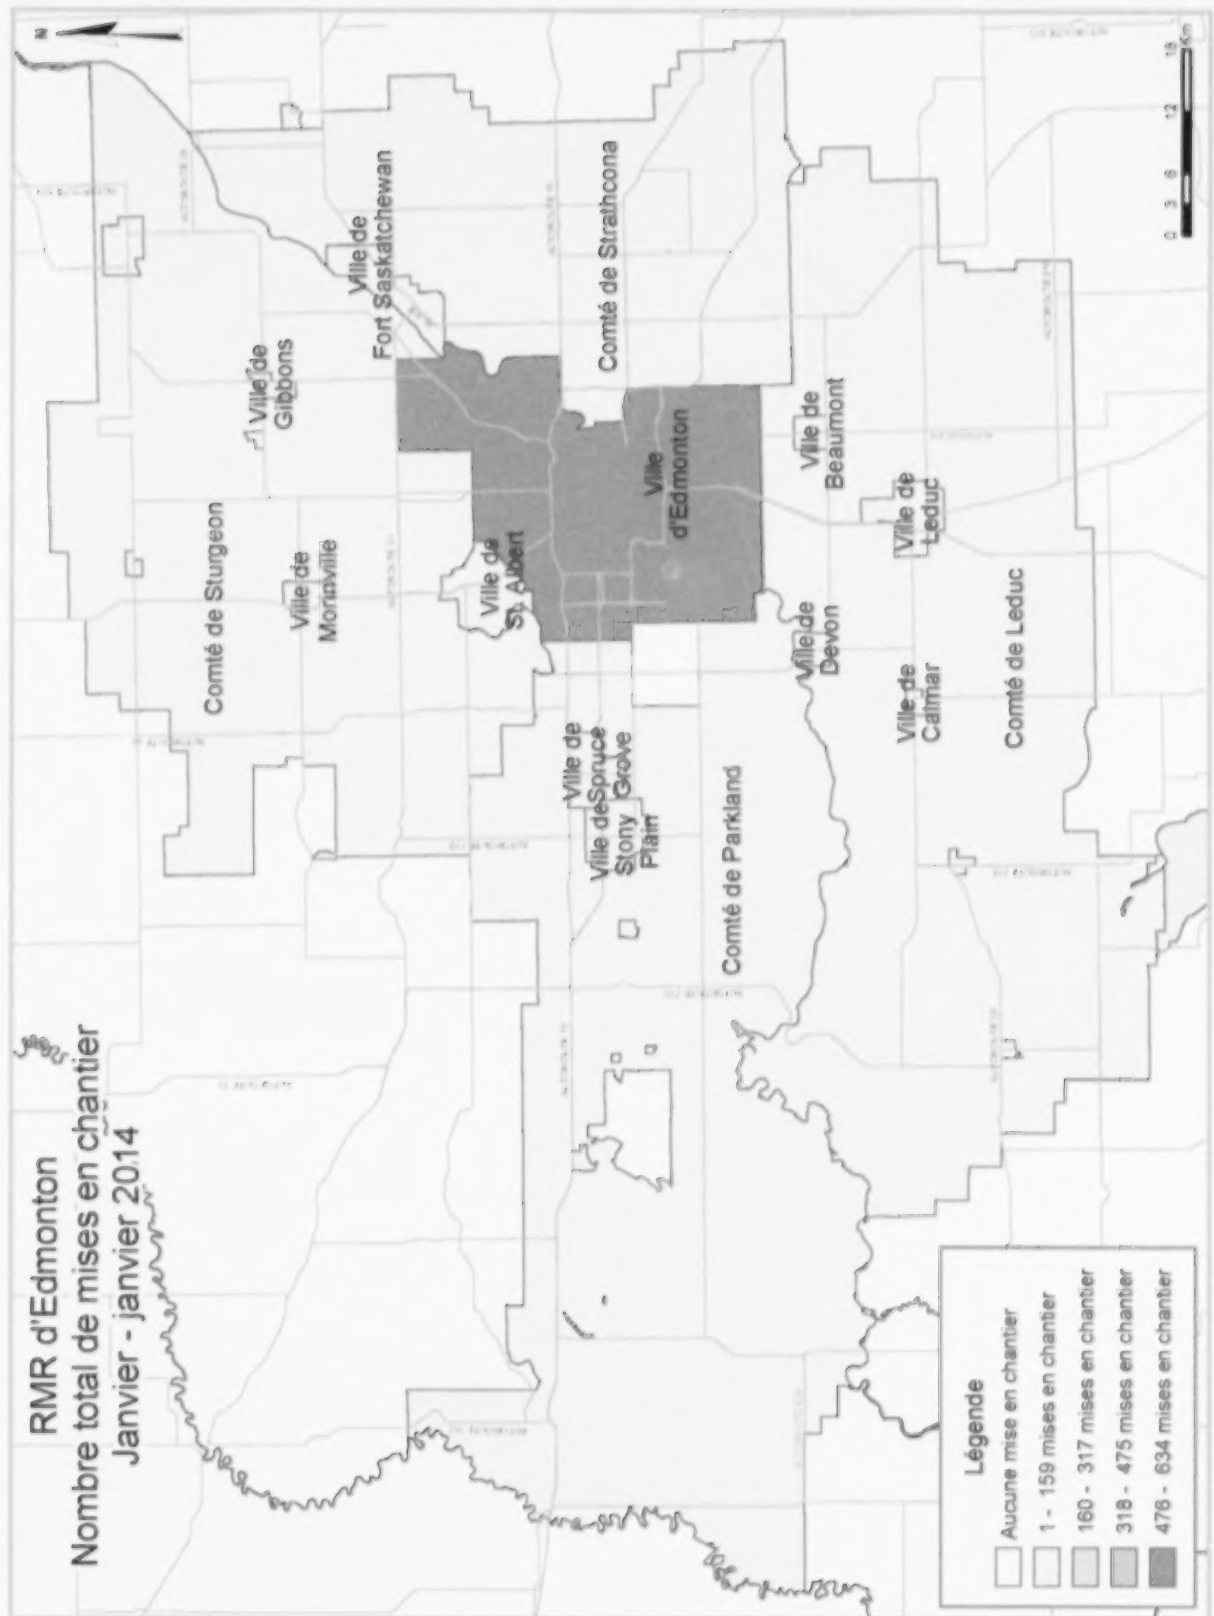 RMR d'Edmonton
Nombre total de mises en chantier
Janvier - janvier 2014
N
Comté de Sturgeon
Ville de
Gibbons
Ville de
Morinville
Ville de
Fort Saskatchewan
Ville de
St. Albert
Ville de
Spruce
Grove
Ville de
Stony
Plain
Ville
d'Edmonton
Comté de Strathcona
Comté de Parkland
Ville de
Devon
Ville de
Beaumont
Ville de
Calmar
Ville de
Leduc
Comté de Leduc
Légende
Aucune mise en chantier
1 - 159 mises en chantier
160 - 317 mises en chantier
318 - 475 mises en chantier
476 - 634 mises en chantier
0 3 6 12 18
Km